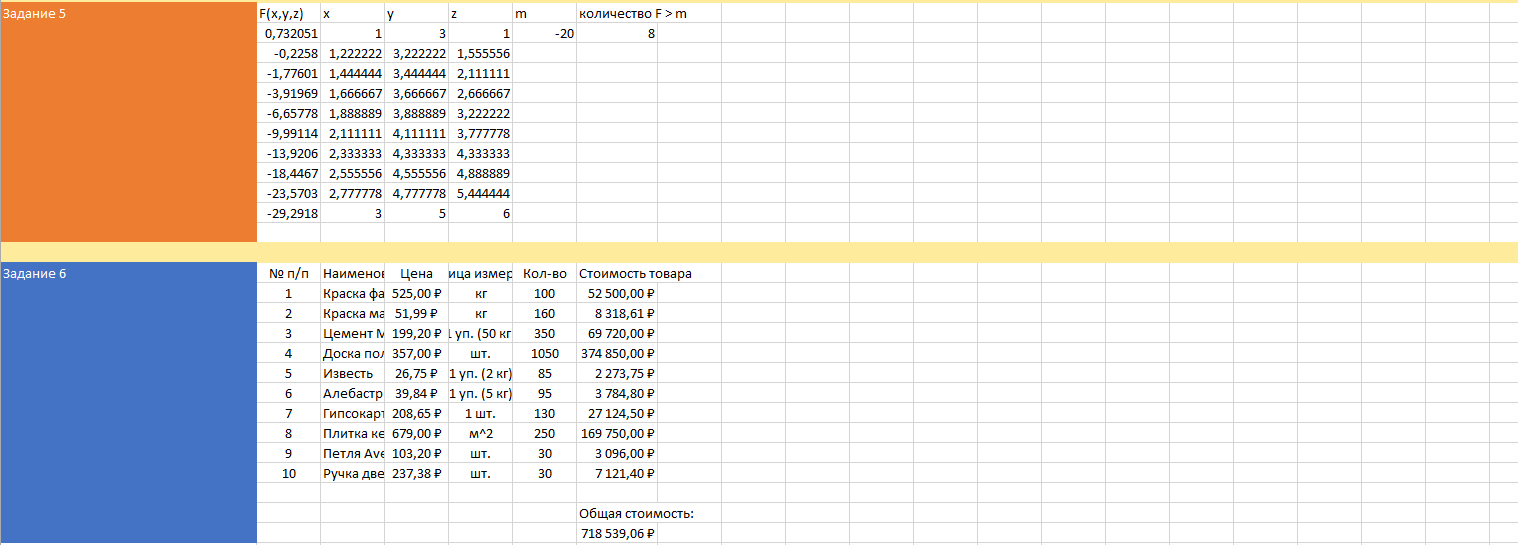 Задание 5 F(x,y,z) x y z m количество F > m
0,732051 1 3 1 -20 8
-0,2258 1,222222 3,222222 1,555556
-1,77601 1,444444 3,444444 2,111111
-3,91969 1,666667 3,666667 2,666667
-6,65778 1,888889 3,888889 3,222222
-9,99114 2,111111 4,111111 3,777778
-13,9206 2,333333 4,333333 4,333333
-18,4467 2,555556 4,555556 4,888889
-23,5703 2,777778 4,777778 5,444444
-29,2918 3 5 6
Задание 6 № п/п Наименов Цена ица измер Кол-во Стоимость товара
1 Краска фа 525,00 ₽ кг 100 52 500,00 ₽
2 Краска ма 51,99 ₽ кг 160 8 318,61 ₽
3 Цемент М 199,20 ₽ 1 уп. (50 кг 350 69 720,00 ₽
4 Доска пол 357,00 ₽ шт. 1050 374 850,00 ₽
5 Известь 26,75 ₽ 1 уп. (2 кг) 85 2 273,75 ₽
6 Алебастр 39,84 ₽ 1 уп. (5 кг) 95 3 784,80 ₽
7 Гипсокарт 208,65 ₽ 1 шт. 130 27 124,50 ₽
8 Плитка ке 679,00 ₽ м^2 250 169 750,00 ₽
9 Петля Ave 103,20 ₽ шт. 30 3 096,00 ₽
10 Ручка две 237,38 ₽ шт. 30 7 121,40 ₽
Общая стоимость:
718 539,06 ₽